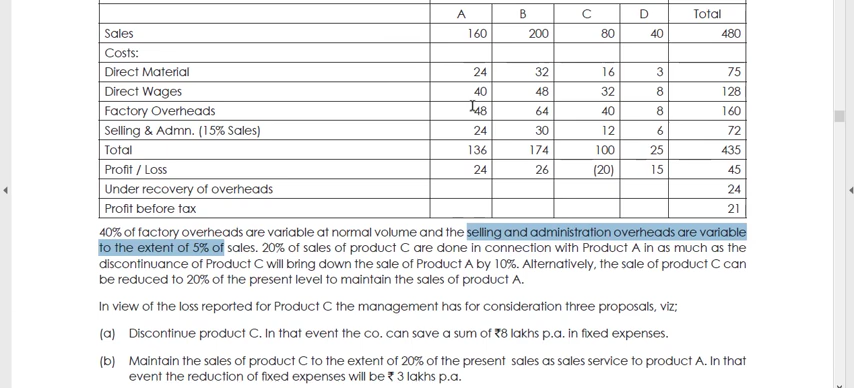 A B C D Total
Sales 160 200 80 40 480
Costs:
Direct Material 24 32 16 3 75
Direct Wages 40 48 32 8 128
Factory Overheads 48 64 40 8 160
Selling & Admn. (15% Sales) 24 30 12 6 72
Total 136 174 100 25 435
Profit / Loss 24 26 (20) 15 45
Under recovery of overheads 24
Profit before tax 21
40% of factory overheads are variable at normal volume and the selling and administration overheads are variable
to the extent of 5% of sales. 20% of sales of product C are done in connection with Product A in as much as the
discontinuance of Product C will bring down the sale of Product A by 10%. Alternatively, the sale of product C can
be reduced to 20% of the present level to maintain the sales of product A.
In view of the loss reported for Product C the management has for consideration three proposals, viz;
(a) Discontinue product C. In that event the co. can save a sum of ₹8 lakhs p.a. in fixed expenses.
(b) Maintain the sales of product C to the extent of 20% of the present sales as sales service to product A. In that
event the reduction of fixed expenses will be ₹ 3 lakhs p.a.